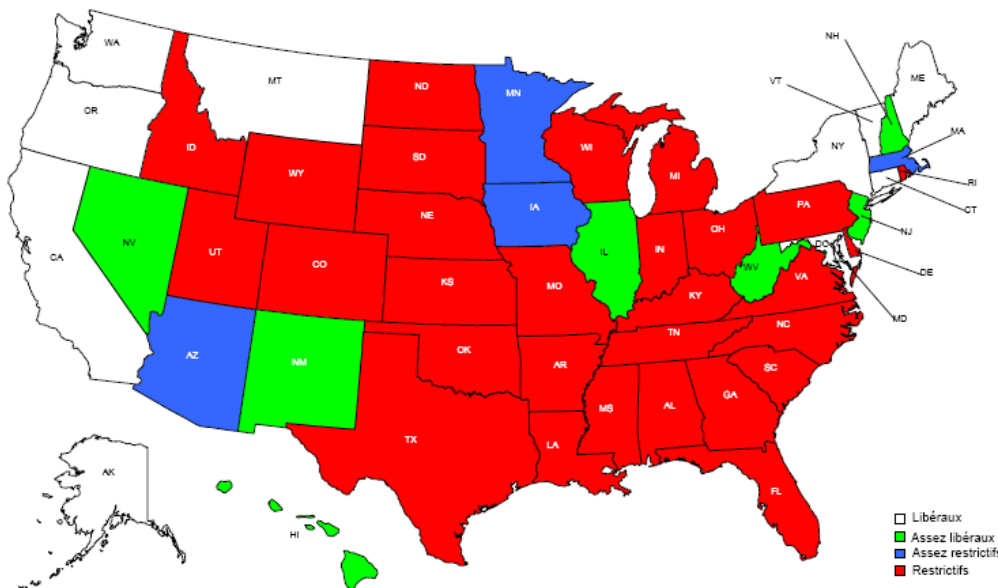 WA
MT
ND
MN
OR
ID
WY
SD
WI
MI
NH
VT
ME
NY
MA
RI
CT
NV
UT
CO
NE
IA
IL
IN
OH
PA
NJ
DE
MD
DC
WV
VA
CA
KS
MO
KY
AZ
NM
OK
AR
TN
NC
SC
TX
LA
MS
AL
GA
FL
AK
HI
Libéraux
Assez libéraux
Assez restrictifs
Restrictifs